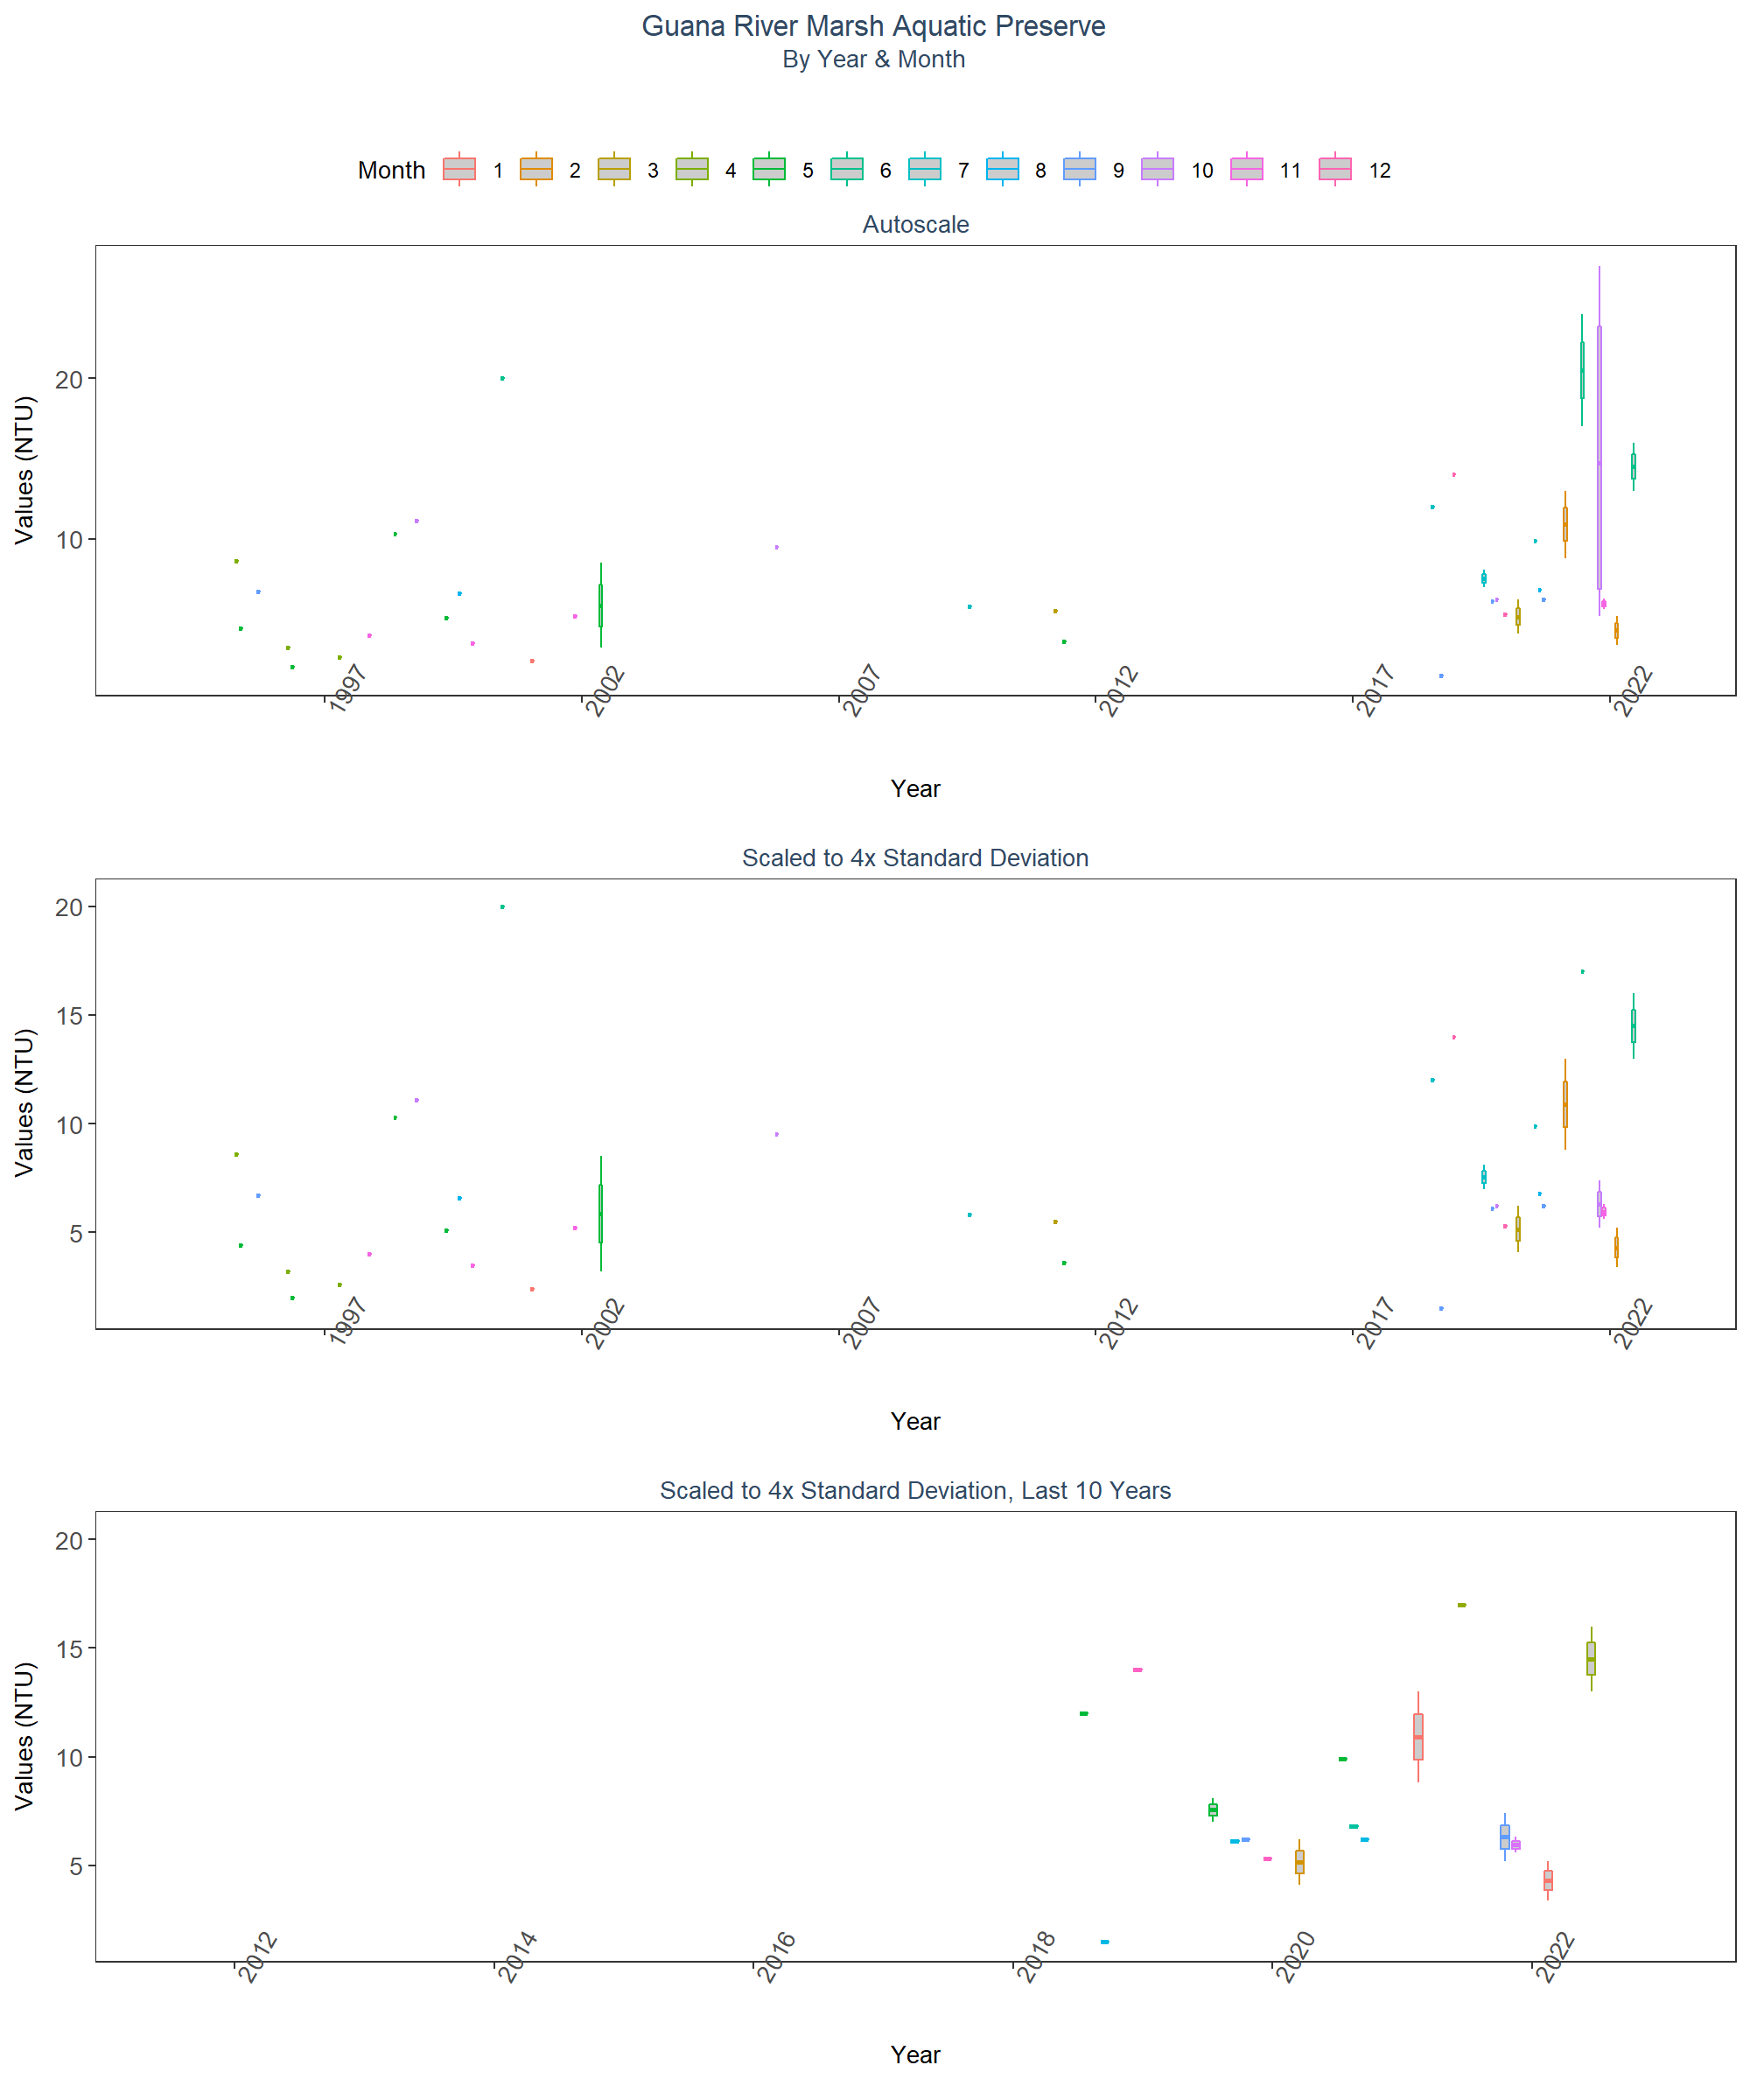 Guana River Marsh Aquatic Preserve
By Year & Month
Month 1 2 3 4 5 6 7 8 9 10 11 12
Autoscale
Values (NTU)
20
10
1997 2002 2007 2012 2017 2022
Year
Scaled to 4x Standard Deviation
Values (NTU)
20
15
10
5
1997 2002 2007 2012 2017 2022
Year
Scaled to 4x Standard Deviation, Last 10 Years
Values (NTU)
20
15
10
5
2012 2014 2016 2018 2020 2022
Year